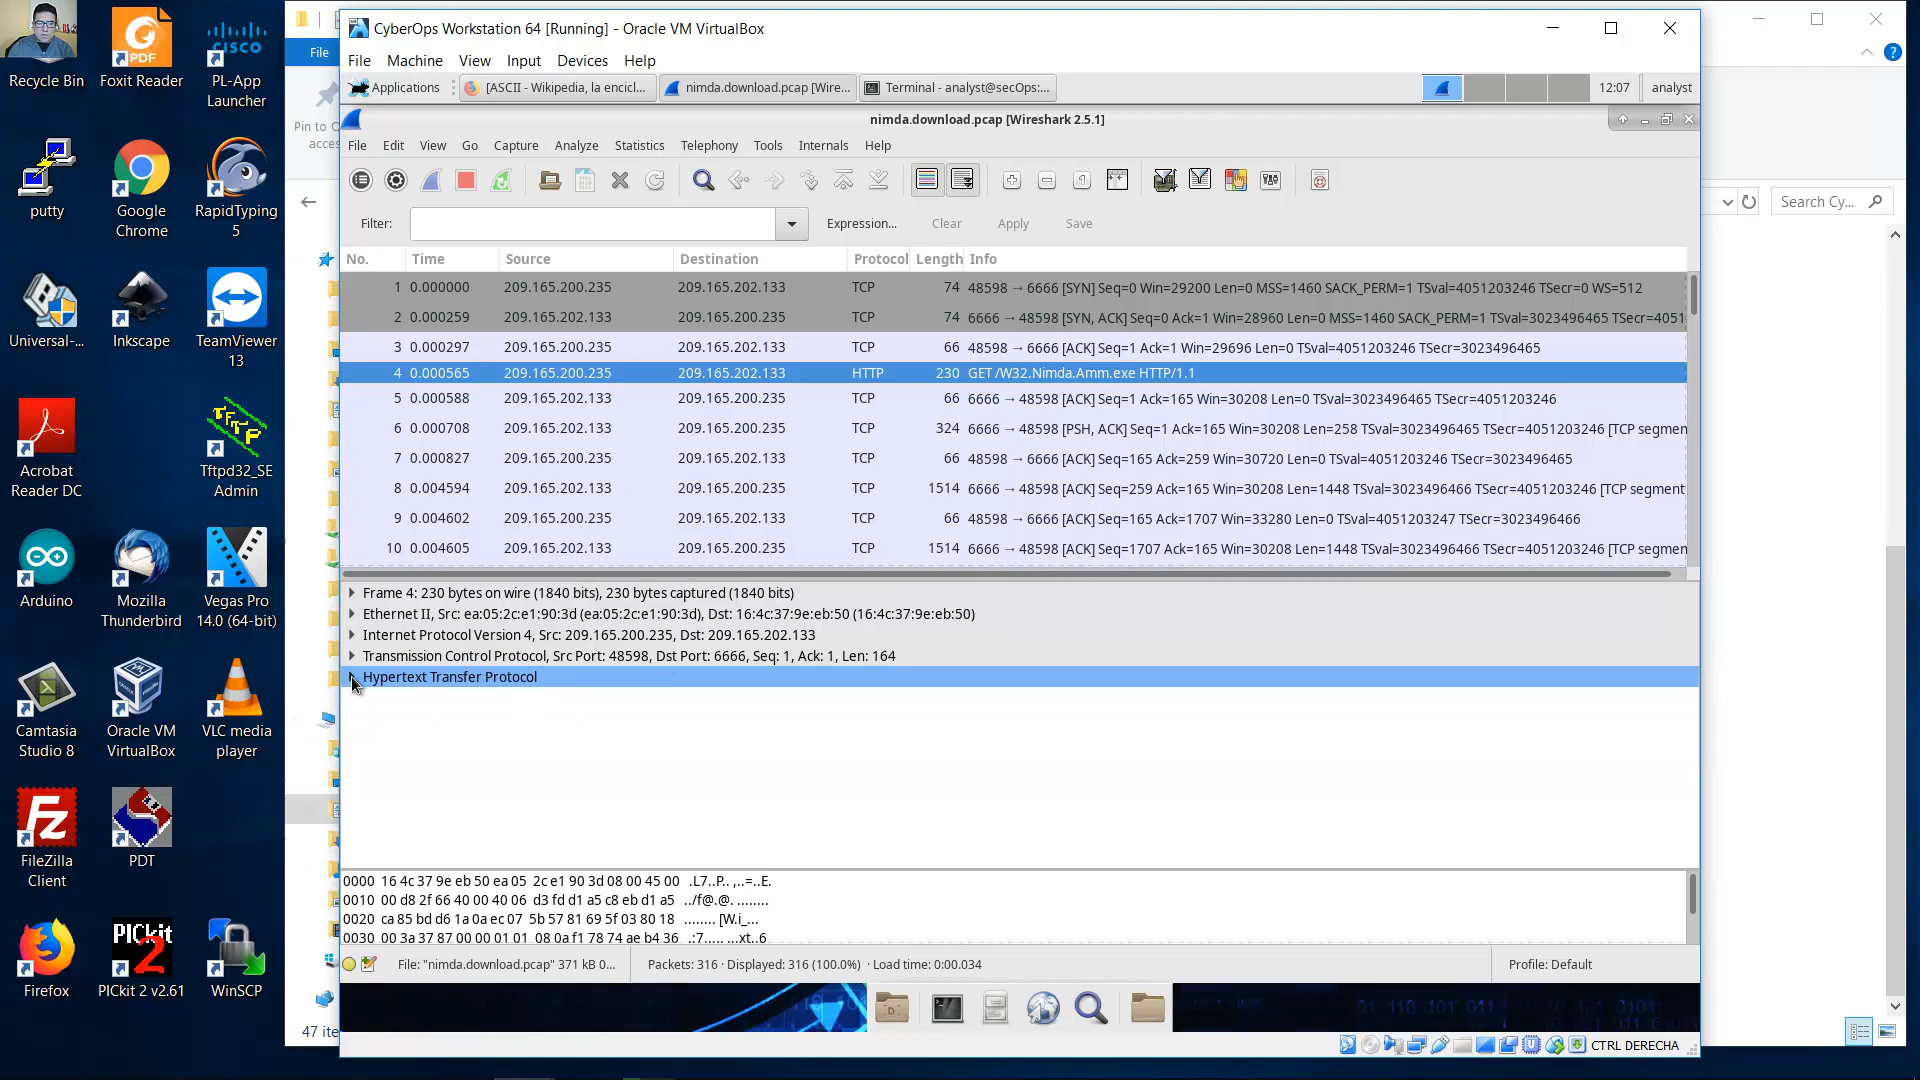 Recycle Bin
Foxit Reader
PL-App Launcher
putty
Google Chrome
RapidTyping 5
Universal-...
Inkscape
TeamViewer 13
Acrobat Reader DC
Tftpd32_SE Admin
Arduino
Mozilla Thunderbird
Vegas Pro 14.0 (64-bit)
Camtasia Studio 8
Oracle VM VirtualBox
VLC media player
FileZilla Client
PDT
Firefox
PICkit 2 v2.61
WinSCP
File
Search Cy...
CyberOps Workstation 64 [Running] - Oracle VM VirtualBox
File Machine View Input Devices Help
Applications [ASCII - Wikipedia, la encicl... nimda.download.pcap [Wire... Terminal - analyst@secOps:... 12:07 analyst
nimda.download.pcap [Wireshark 2.5.1]
File Edit View Go Capture Analyze Statistics Telephony Tools Internals Help
Filter: Expression... Clear Apply Save
No. Time Source Destination Protocol Length Info
1 0.000000 209.165.200.235 209.165.202.133 TCP 74 48598 → 6666 [SYN] Seq=0 Win=29200 Len=0 MSS=1460 SACK_PERM=1 TSval=4051203246 TSecr=0 WS=512
2 0.000259 209.165.202.133 209.165.200.235 TCP 74 6666 → 48598 [SYN, ACK] Seq=0 Ack=1 Win=28960 Len=0 MSS=1460 SACK_PERM=1 TSval=3023496465 TSecr=4051
3 0.000297 209.165.200.235 209.165.202.133 TCP 66 48598 → 6666 [ACK] Seq=1 Ack=1 Win=29696 Len=0 TSval=4051203246 TSecr=3023496465
4 0.000565 209.165.200.235 209.165.202.133 HTTP 230 GET /W32.Nimda.Amm.exe HTTP/1.1
5 0.000588 209.165.202.133 209.165.200.235 TCP 66 6666 → 48598 [ACK] Seq=1 Ack=165 Win=30208 Len=0 TSval=3023496465 TSecr=4051203246
6 0.000708 209.165.202.133 209.165.200.235 TCP 324 6666 → 48598 [PSH, ACK] Seq=1 Ack=165 Win=30208 Len=258 TSval=3023496465 TSecr=4051203246 [TCP segmen
7 0.000827 209.165.200.235 209.165.202.133 TCP 66 48598 → 6666 [ACK] Seq=165 Ack=259 Win=30720 Len=0 TSval=4051203246 TSecr=3023496465
8 0.004594 209.165.202.133 209.165.200.235 TCP 1514 6666 → 48598 [ACK] Seq=259 Ack=165 Win=30208 Len=1448 TSval=3023496466 TSecr=4051203246 [TCP segment
9 0.004602 209.165.200.235 209.165.202.133 TCP 66 48598 → 6666 [ACK] Seq=165 Ack=1707 Win=33280 Len=0 TSval=4051203247 TSecr=3023496466
10 0.004605 209.165.202.133 209.165.200.235 TCP 1514 6666 → 48598 [ACK] Seq=1707 Ack=165 Win=30208 Len=1448 TSval=3023496466 TSecr=4051203246 [TCP segmen
Frame 4: 230 bytes on wire (1840 bits), 230 bytes captured (1840 bits)
Ethernet II, Src: ea:05:2c:e1:90:3d (ea:05:2c:e1:90:3d), Dst: 16:4c:37:9e:eb:50 (16:4c:37:9e:eb:50)
Internet Protocol Version 4, Src: 209.165.200.235, Dst: 209.165.202.133
Transmission Control Protocol, Src Port: 48598, Dst Port: 6666, Seq: 1, Ack: 1, Len: 164
Hypertext Transfer Protocol
0000 16 4c 37 9e eb 50 ea 05 2c e1 90 3d 08 00 45 00 .L7..P.. ,..=..E.
0010 00 d8 2f 66 40 00 40 06 d3 fd d1 a5 c8 eb d1 a5 ../f@.@. ........
0020 ca 85 bd d6 1a 0a ec 07 5b 57 81 69 5f 03 80 18 ........ [W.i_...
0030 00 3a 37 87 00 00 01 01 08 0a f1 78 74 ae b4 36 .:7..... ...xt..6
File: "nimda.download.pcap" 371 kB 0... Packets: 316 · Displayed: 316 (100.0%) · Load time: 0:00.034 Profile: Default
CTRL DERECHA